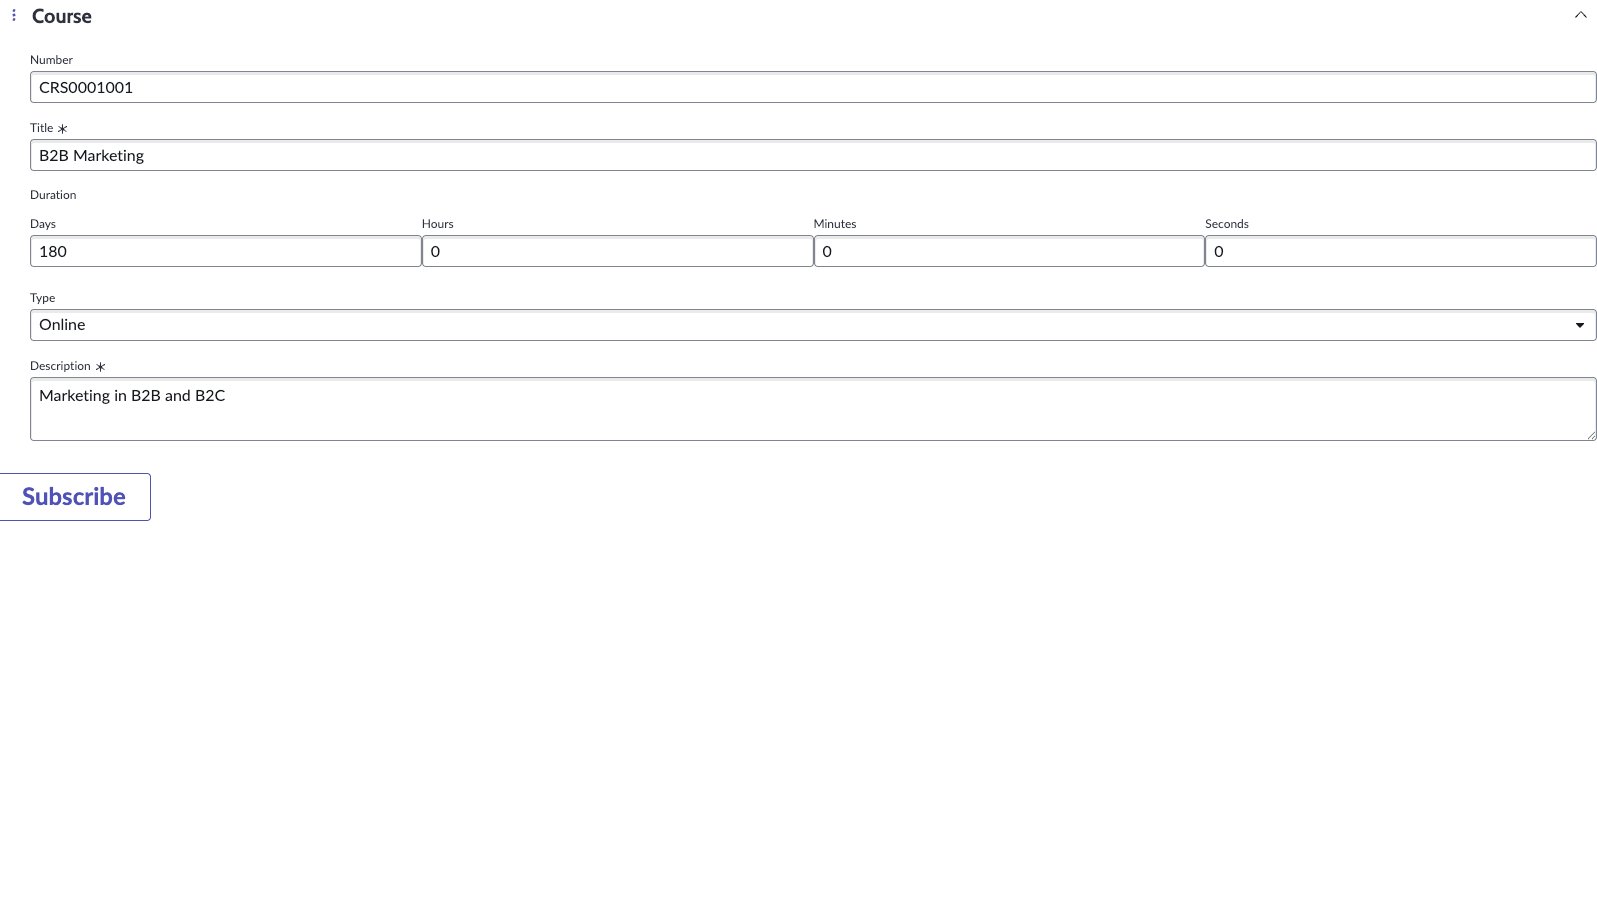 Course
Number
CRS0001001
Title *
B2B Marketing
Duration
Days Hours Minutes Seconds
180 0 0 0
Type
Online
Description *
Marketing in B2B and B2C
Subscribe